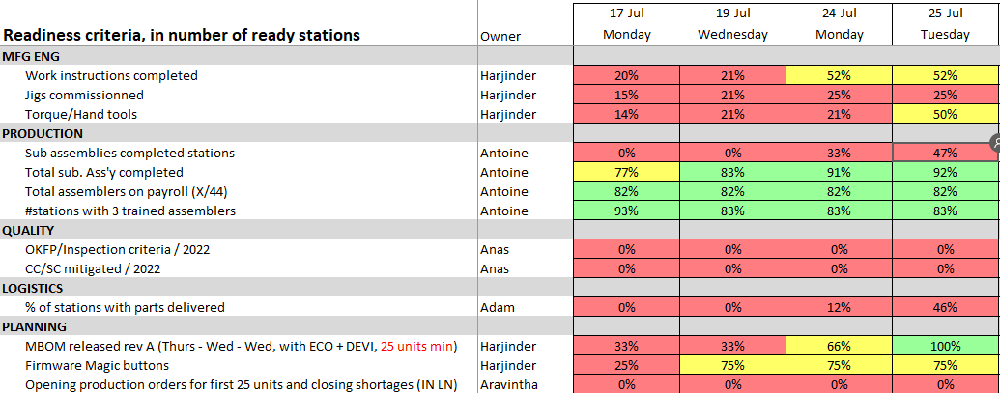 17-Jul 19-Jul 24-Jul 25-Jul
Readiness criteria, in number of ready stations Owner Monday Wednesday Monday Tuesday
MFG ENG
Work instructions completed Harjinder 20% 21% 52% 52%
Jigs commissionned Harjinder 15% 21% 25% 25%
Torque/Hand tools Harjinder 14% 21% 21% 50%
PRODUCTION
Sub assemblies completed stations Antoine 0% 0% 33% 47%
Total sub. Ass'y completed Antoine 77% 83% 91% 92%
Total assemblers on payroll (X/44) Antoine 82% 82% 82% 82%
#stations with 3 trained assemblers Antoine 93% 83% 83% 83%
QUALITY
OKFP/Inspection criteria / 2022 Anas 0% 0% 0% 0%
CC/SC mitigated / 2022 Anas 0% 0% 0% 0%
LOGISTICS
% of stations with parts delivered Adam 0% 0% 12% 46%
PLANNING
MBOM released rev A (Thurs - Wed - Wed, with ECO + DEVI, 25 units min) Harjinder 33% 33% 66% 100%
Firmware Magic buttons Harjinder 25% 75% 75% 75%
Opening production orders for first 25 units and closing shortages (IN LN) Aravintha 0% 0% 0% 0%